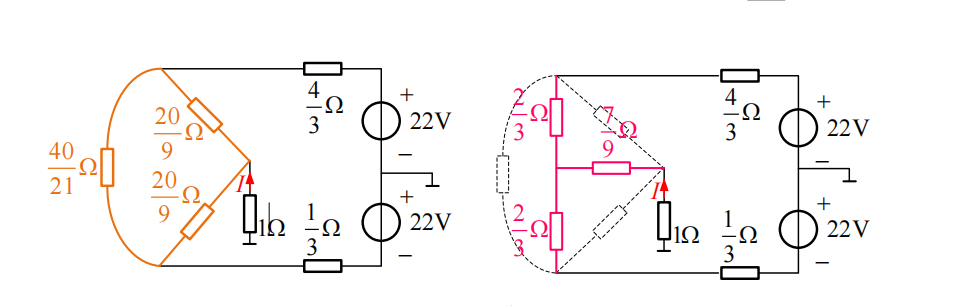 20/9 Ω
40/21 Ω
20/9 Ω
I
1Ω
4/3 Ω
1/3 Ω
+
22V
−
+
22V
−
2/3 Ω
7/9 Ω
2/3 Ω
I
1Ω
4/3 Ω
1/3 Ω
+
22V
−
+
22V
−